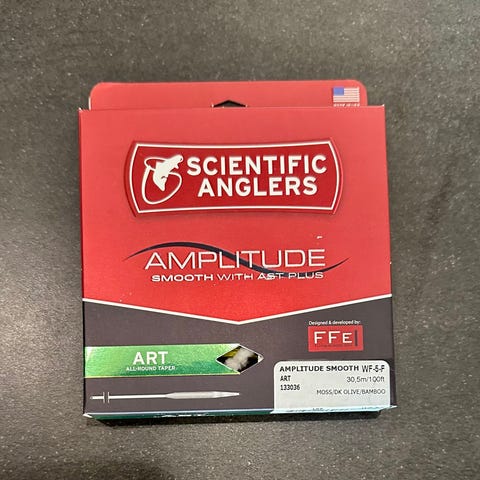 SCIENTIFIC
ANGLERS
AMPLITUDE
SMOOTH WITH AST PLUS
Designed & developed by:
FFE
ART
ALL-ROUND TAPER
AMPLITUDE SMOOTH WF-5-F
ART 30,5m/100ft
133036
MOSS/DK OLIVE/BAMBOO